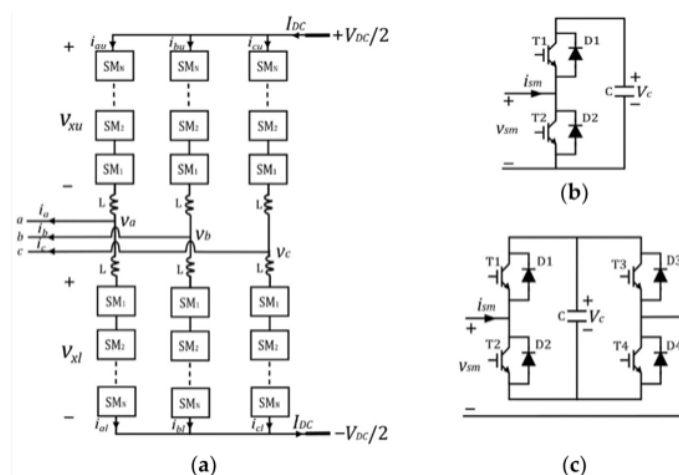 I_DC +V_DC/2
i_au i_bu i_cu
+
SM_N SM_N SM_N
v_xu
SM_2 SM_2 SM_2
SM_1 SM_1 SM_1
−
L L L
a i_a v_a
b i_b v_b
c i_c v_c
L L L
+
SM_1 SM_1 SM_1
v_xl
SM_2 SM_2 SM_2
SM_N SM_N SM_N
−
i_al i_bl i_cl
I_DC −V_DC/2
(a)
T1 D1
i_sm
+
C + V_c −
T2 D2
v_sm
−
(b)
T1 D1 T3 D3
i_sm
+
C + V_c −
T2 D2 T4 D4
v_sm
−
(c)